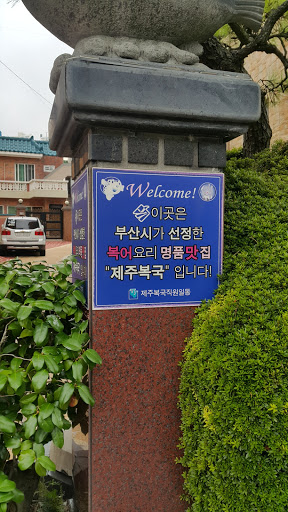 Welcome!
이곳은
부산시가 선정한
복어요리 명품맛집
"제주복국" 입니다!
제주복국직원일동